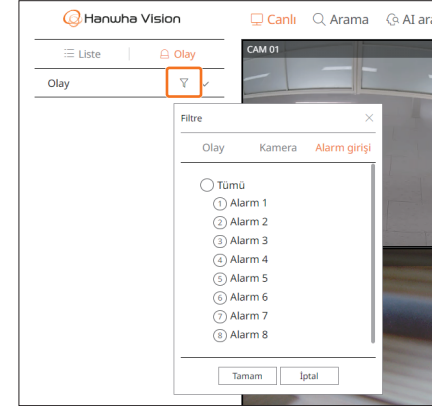 Hanwha Vision
Canlı Arama AI ara
Liste Olay
CAM 01
Olay
Filtre
Olay Kamera Alarm girişi
Tümü
1 Alarm 1
2 Alarm 2
3 Alarm 3
4 Alarm 4
5 Alarm 5
6 Alarm 6
7 Alarm 7
8 Alarm 8
Tamam İptal